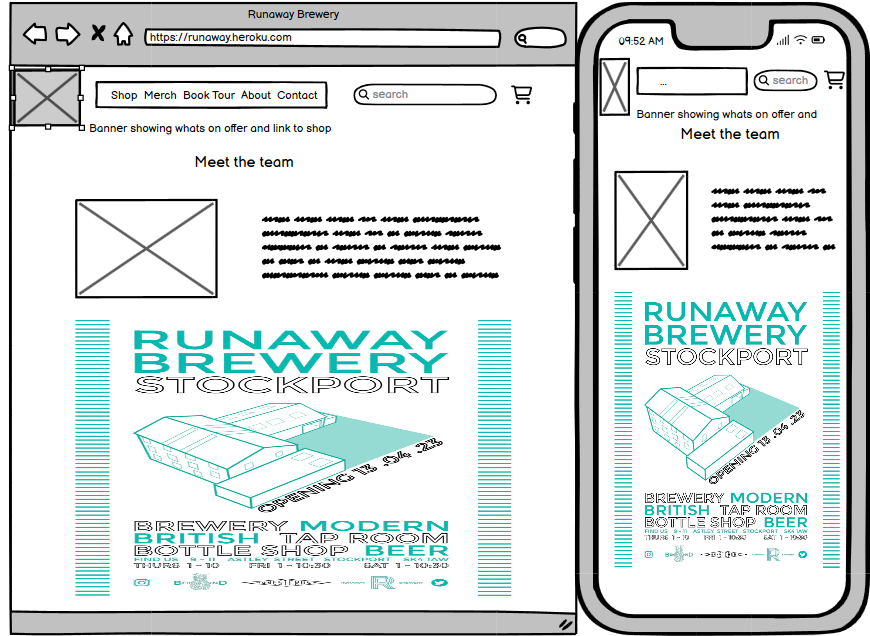 Runaway Brewery
https://runaway.heroku.com
Shop Merch Book Tour About Contact
search
Banner showing whats on offer and link to shop
Meet the team
RUNAWAY
BREWERY
STOCKPORT
OPENING 13 .04 .23
BREWERY MODERN
BRITISH TAP ROOM
BOTTLE SHOP BEER
FIND US 9 - 11 ASTLEY STREET STOCKPORT SK4 1AW
THURS 1 - 10 FRI 1 - 10:30 SAT 1 - 10:30
09:52 AM
...
search
Banner showing whats on offer and
Meet the team
RUNAWAY
BREWERY
STOCKPORT
OPENING 13 .04 .23
BREWERY MODERN
BRITISH TAP ROOM
BOTTLE SHOP BEER
FIND US 9 - 11 ASTLEY STREET STOCKPORT SK4 1AW
THURS 1 - 10 FRI 1 - 10:30 SAT 1 - 10:30